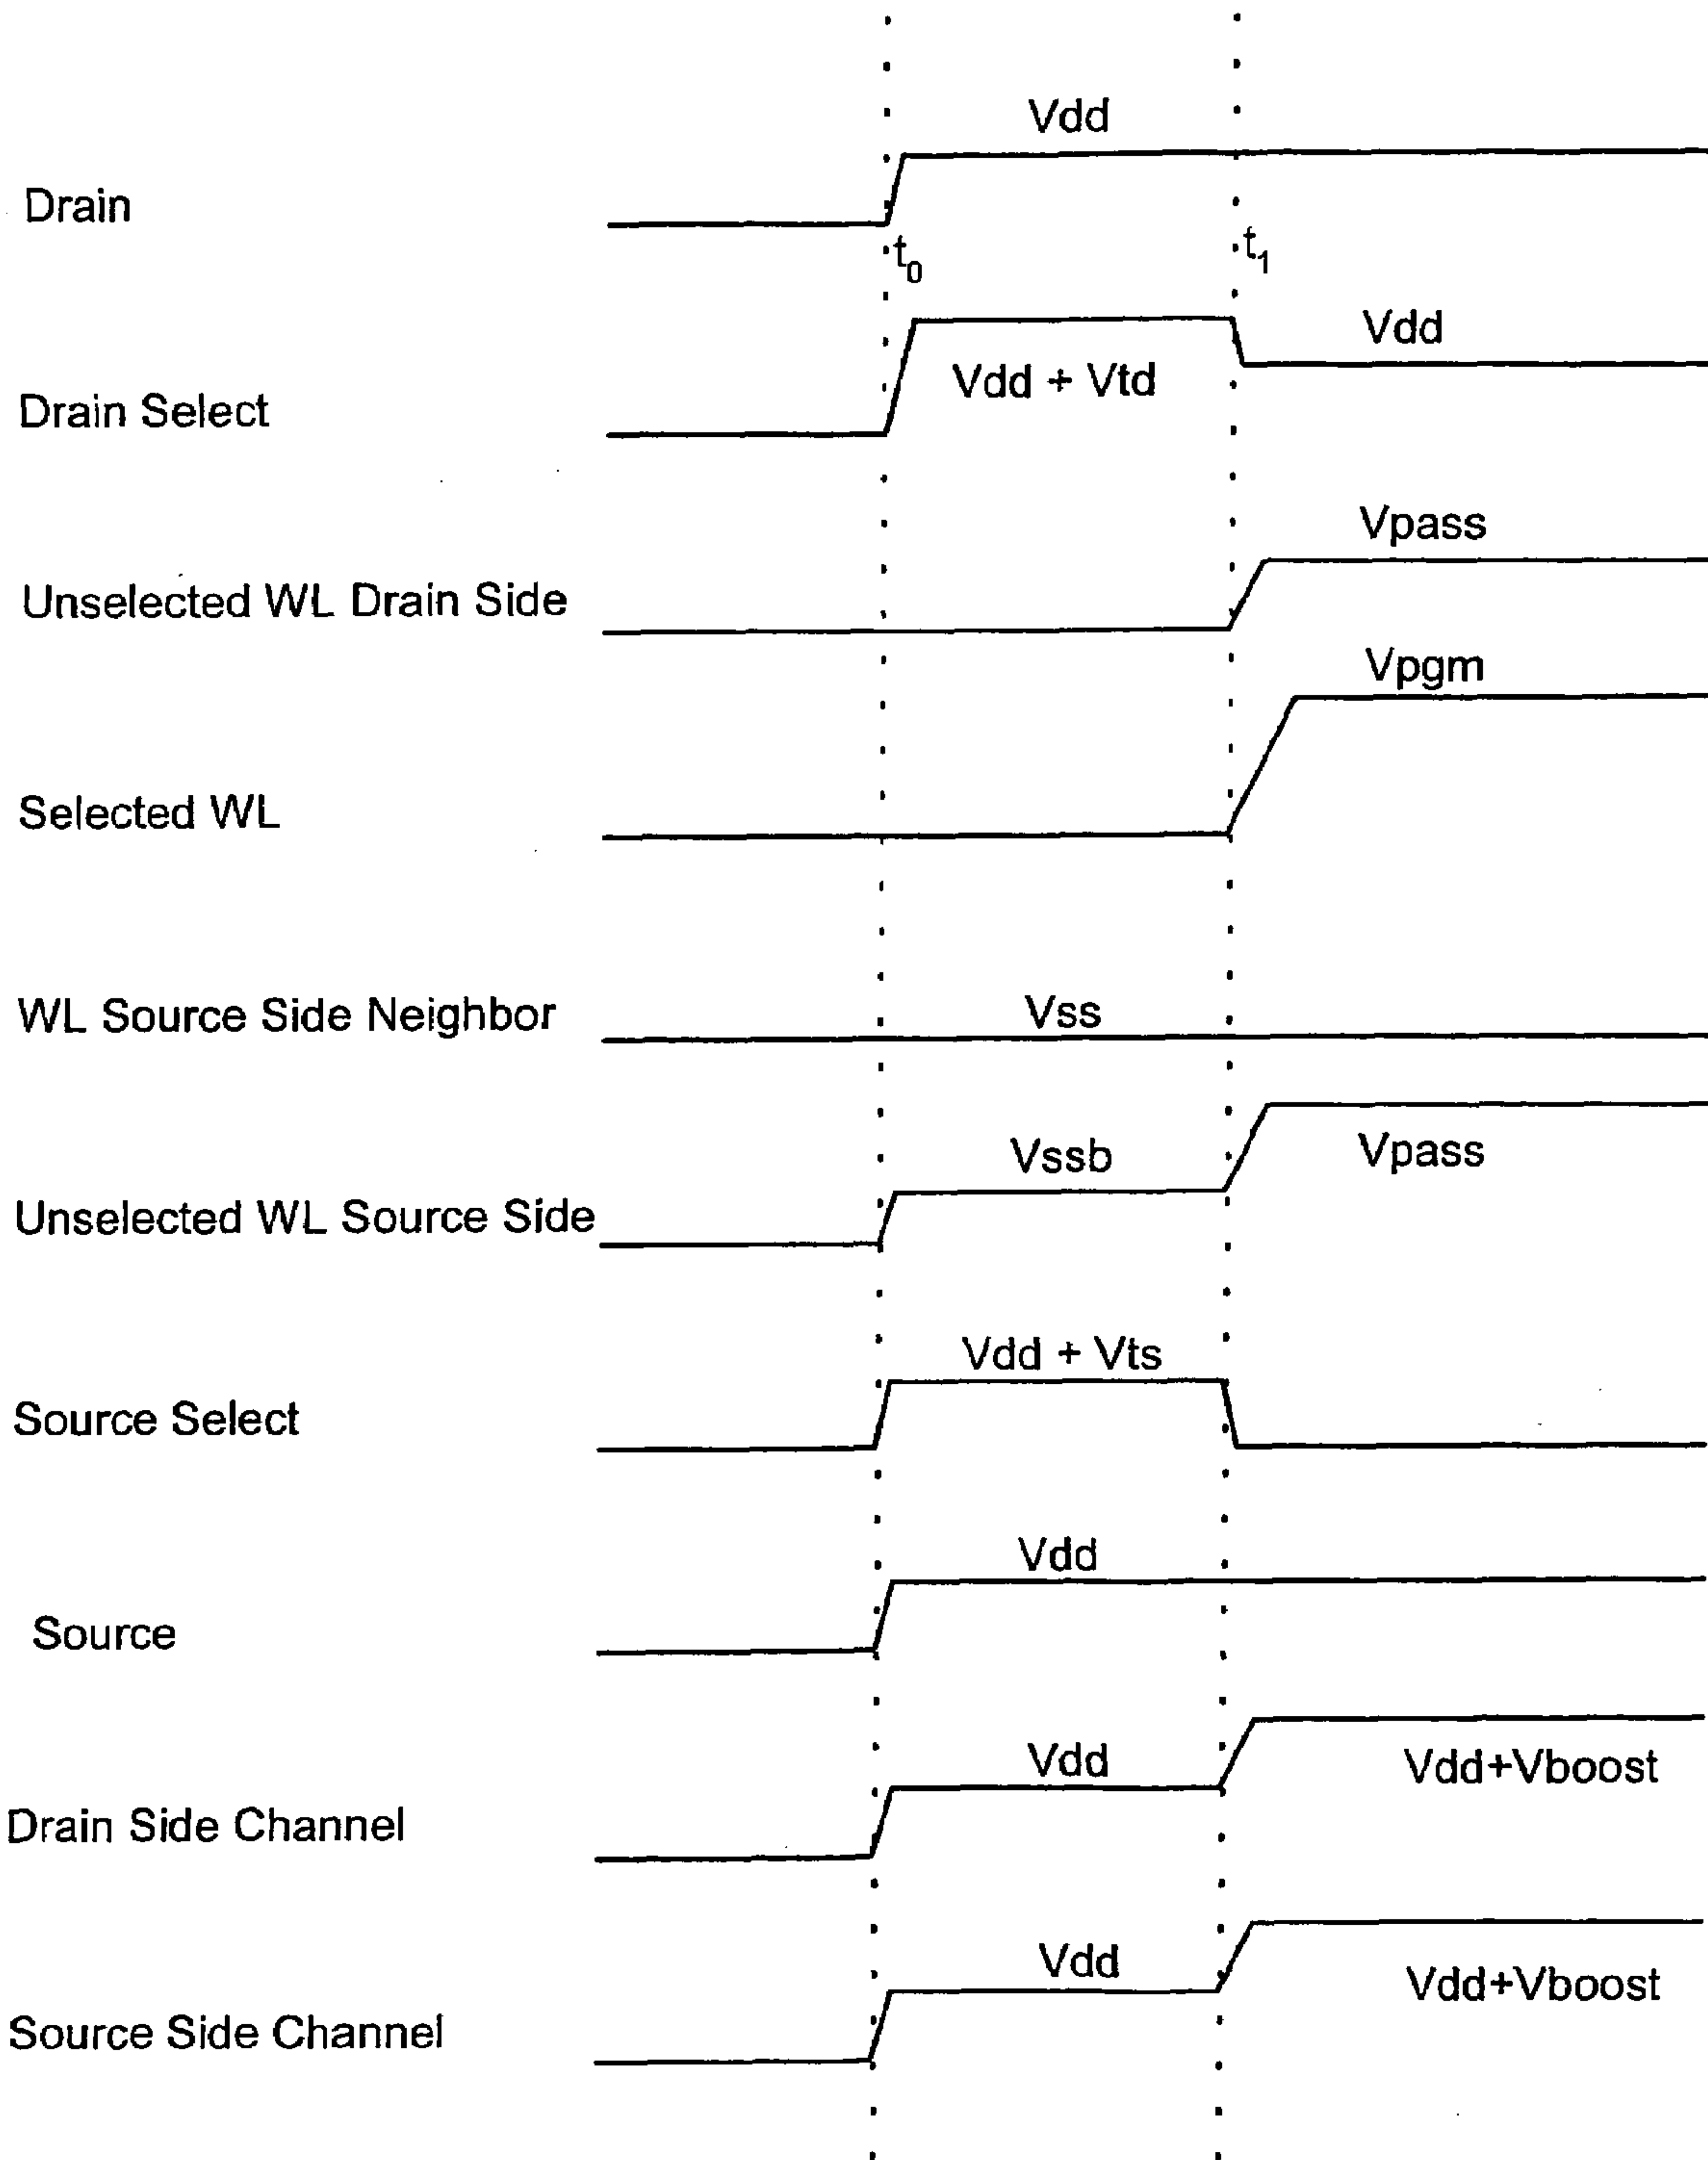 Vdd
Drain
t0 t1
Vdd
Drain Select
Vdd + Vtd
Vpass
Unselected WL Drain Side
Vpgm
Selected WL
WL Source Side Neighbor
Vss
Vssb
Vpass
Unselected WL Source Side
Vdd + Vts
Source Select
Vdd
Source
Vdd
Vdd+Vboost
Drain Side Channel
Vdd
Vdd+Vboost
Source Side Channel